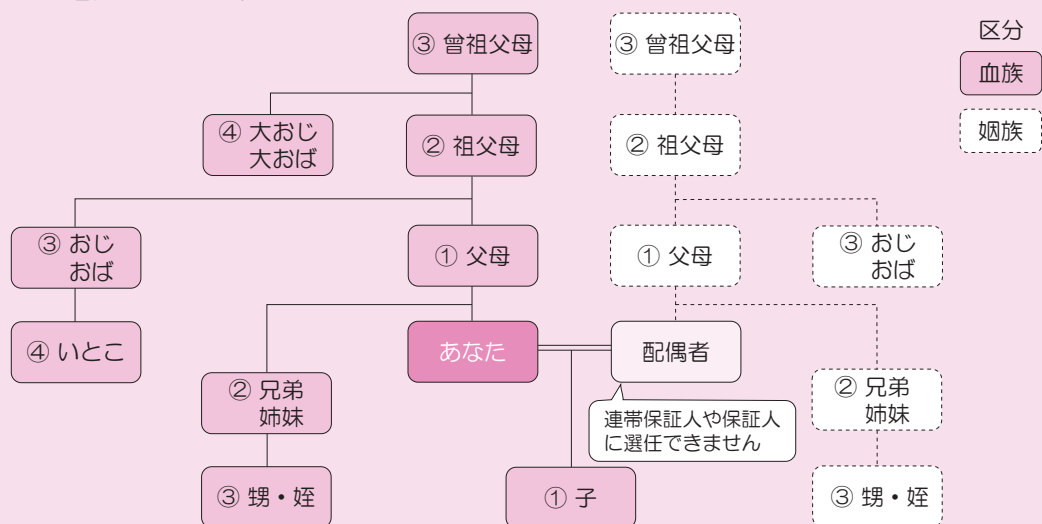 ③ 曾祖父母
③ 曾祖父母
区分
血族
④ 大おじ
大おば
② 祖父母
② 祖父母
姻族
③ おじ
おば
① 父母
① 父母
③ おじ
おば
④ いとこ
あなた
配偶者
② 兄弟
姉妹
連帯保証人や保証人
に選任できません
② 兄弟
姉妹
③ 甥・姪
① 子
③ 甥・姪